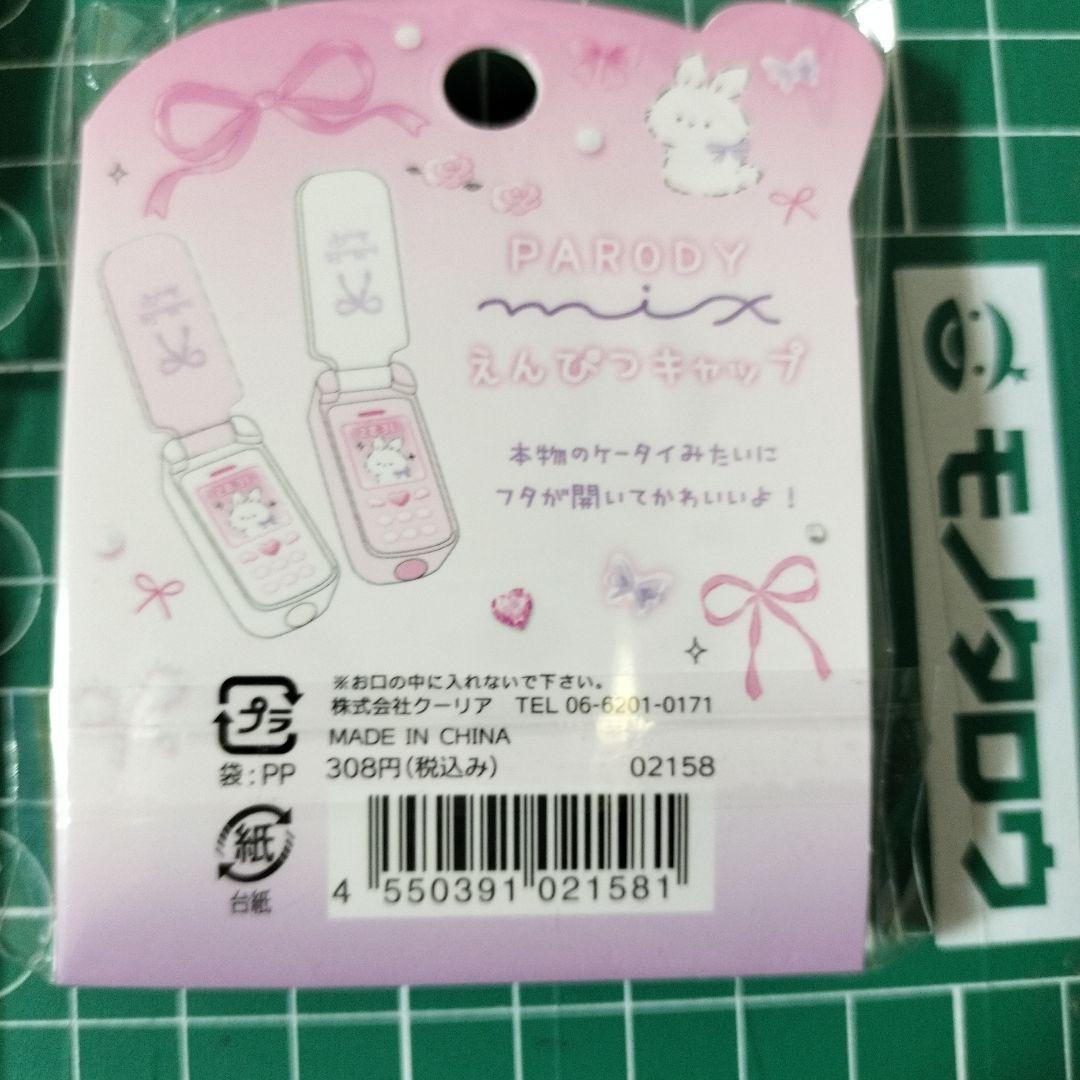 PARODY
mix
えんぴつキャップ
本物のケータイみたいに
フタが開いてかわいいよ！
プラ
袋:PP
紙
台紙
※お口の中に入れないで下さい。
株式会社クーリア TEL 06-6201-0171
MADE IN CHINA
308円(税込み) 02158
4 550391 021581
モノタロウ